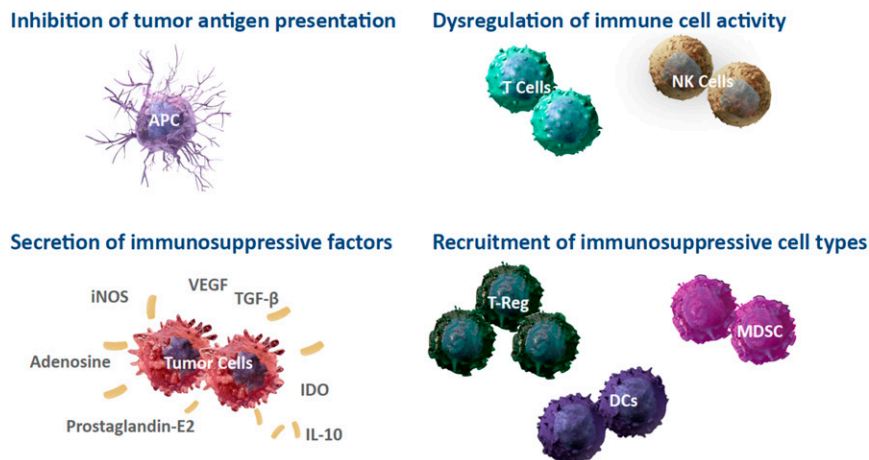 Inhibition of tumor antigen presentation
APC
Dysregulation of immune cell activity
T Cells
NK Cells
Secretion of immunosuppressive factors
VEGF
iNOS
TGF-β
Adenosine
Tumor Cells
IDO
Prostaglandin-E2
IL-10
Recruitment of immunosuppressive cell types
T-Reg
MDSC
DCs